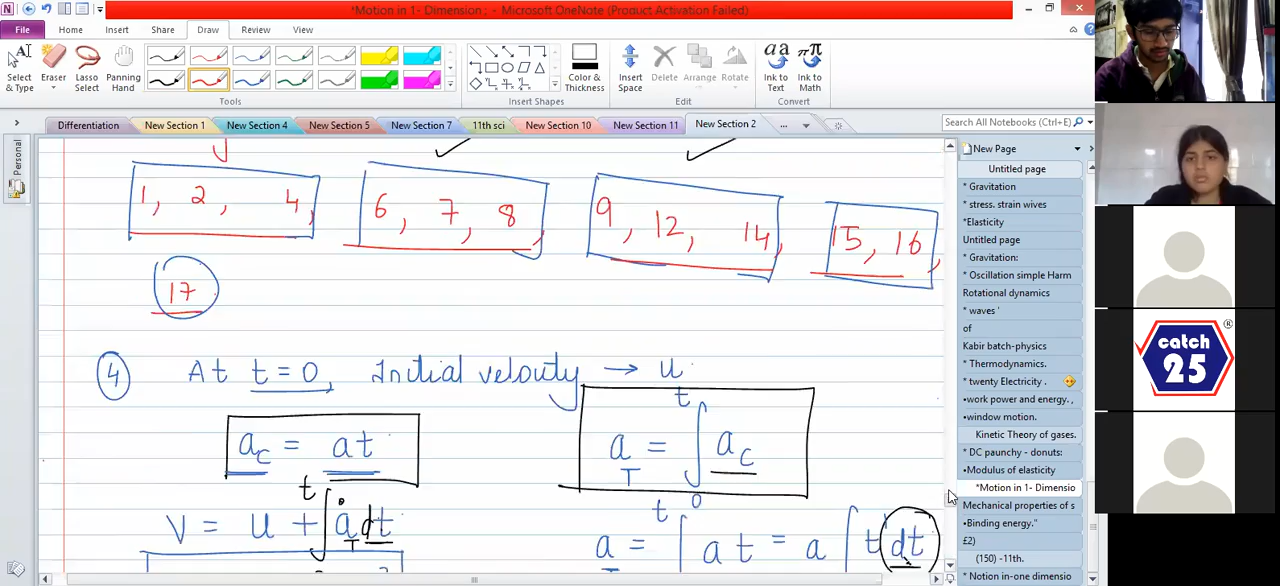 *Motion in 1- Dimension : - Microsoft OneNote (Product Activation Failed)
File Home Insert Share Draw Review View
Select & Type
Eraser
Lasso Select
Panning Hand
Color & Thickness
Insert Space
Delete
Arrange
Rotate
Ink to Text
Ink to Math
Tools
Insert Shapes
Edit
Convert
Differentiation New Section 1 New Section 4 New Section 5 New Section 7 11th sci New Section 10 New Section 11 New Section 2 ...
Search All Notebooks (Ctrl+E)
Personal
1, 2, 4, 6, 7, 8, 9, 12, 14, 15, 16,
17
4 At t = 0, Initial velouity → u
a_C = at
a_T = ∫_0^t a_C
V = u + ∫^t a_T dt
a_T = ∫^t at = a ∫ t dt
New Page
Untitled page
* Gravitation
* stress. strain wives
*Elasticity
Untitled page
* Gravitation:
* Oscillation simple Harm
Rotational dynamics
* waves '
of
Kabir batch-physics
* Thermodynamics.
* twenty Electricity .
•work power and energy. ,
•window motion.
Kinetic Theory of gases.
* DC paunchy - donuts:
•Modulus of elasticity
*Motion in 1- Dimensio
Mechanical properties of s
•Binding energy."
£2)
(150) -11th.
* Notion in-one dimensio
catch
25
®